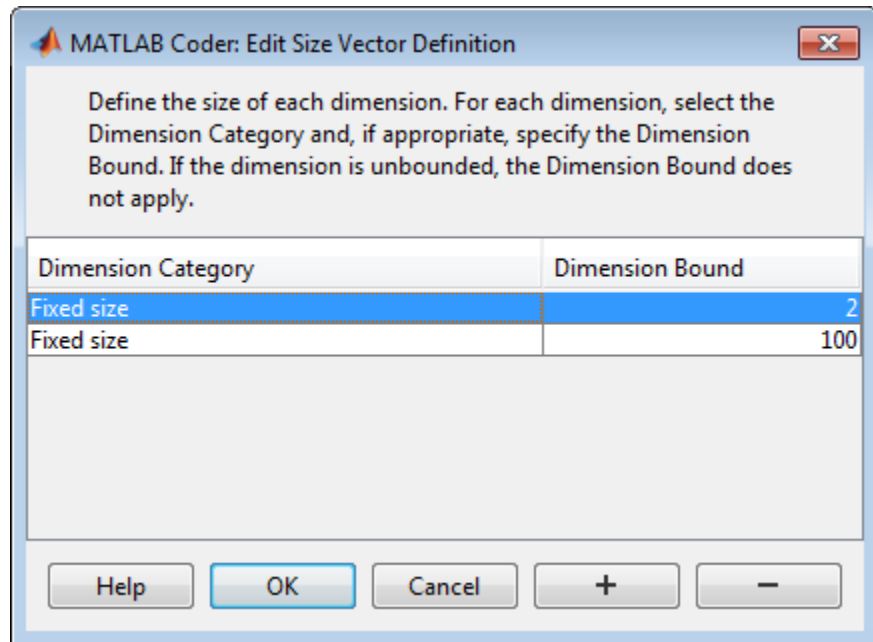 MATLAB Coder: Edit Size Vector Definition
Define the size of each dimension. For each dimension, select the
Dimension Category and, if appropriate, specify the Dimension
Bound. If the dimension is unbounded, the Dimension Bound does
not apply.
Dimension Category Dimension Bound
Fixed size 2
Fixed size 100
Help OK Cancel + −